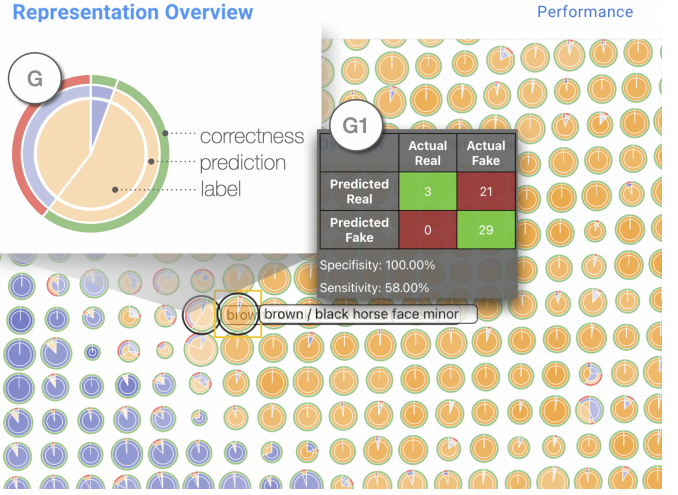 Representation Overview
Performance
G
correctness
prediction
label
G1
Actual Real
Actual Fake
Predicted Real
3
21
Predicted Fake
0
29
Specifisity: 100.00%
Sensitivity: 58.00%
brow
brown / black horse face minor